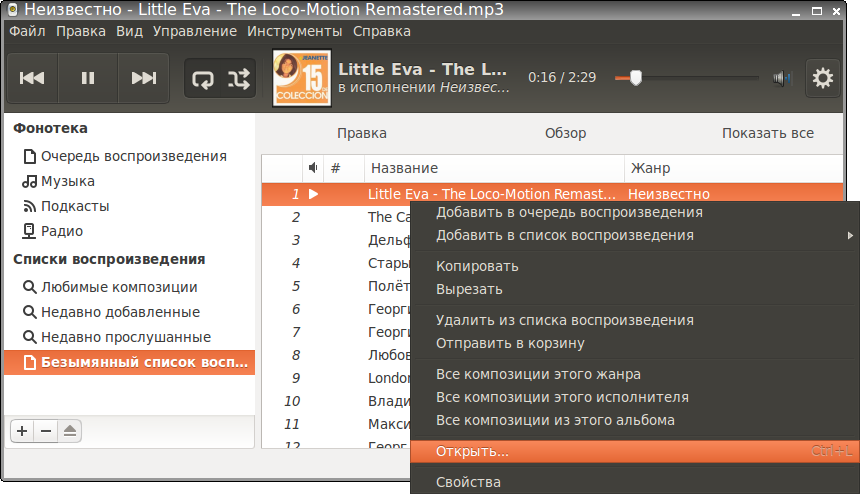 Неизвестно - Little Eva - The Loco-Motion Remastered.mp3
Файл Правка Вид Управление Инструменты Справка
JEANETTE
15
COLECCIÓN
Little Eva - The L...
в исполнении Неизвес...
0:16 / 2:29
Фонотека
Очередь воспроизведения
Музыка
Подкасты
Радио
Списки воспроизведения
Любимые композиции
Недавно добавленные
Недавно прослушанные
Безымянный список восп...
Правка Обзор Показать все
# Название Жанр
1 Little Eva - The Loco-Motion Remast... Неизвестно
2 The Ca
3 Дельф
4 Стары
5 Полёт
6 Георги
7 Георги
8 Любов
9 London
10 Влади
11 Макси
12 Георг
Добавить в очередь воспроизведения
Добавить в список воспроизведения
Копировать
Вырезать
Удалить из списка воспроизведения
Отправить в корзину
Все композиции этого жанра
Все композиции этого исполнителя
Все композиции из этого альбома
Открыть... Ctrl+L
Свойства